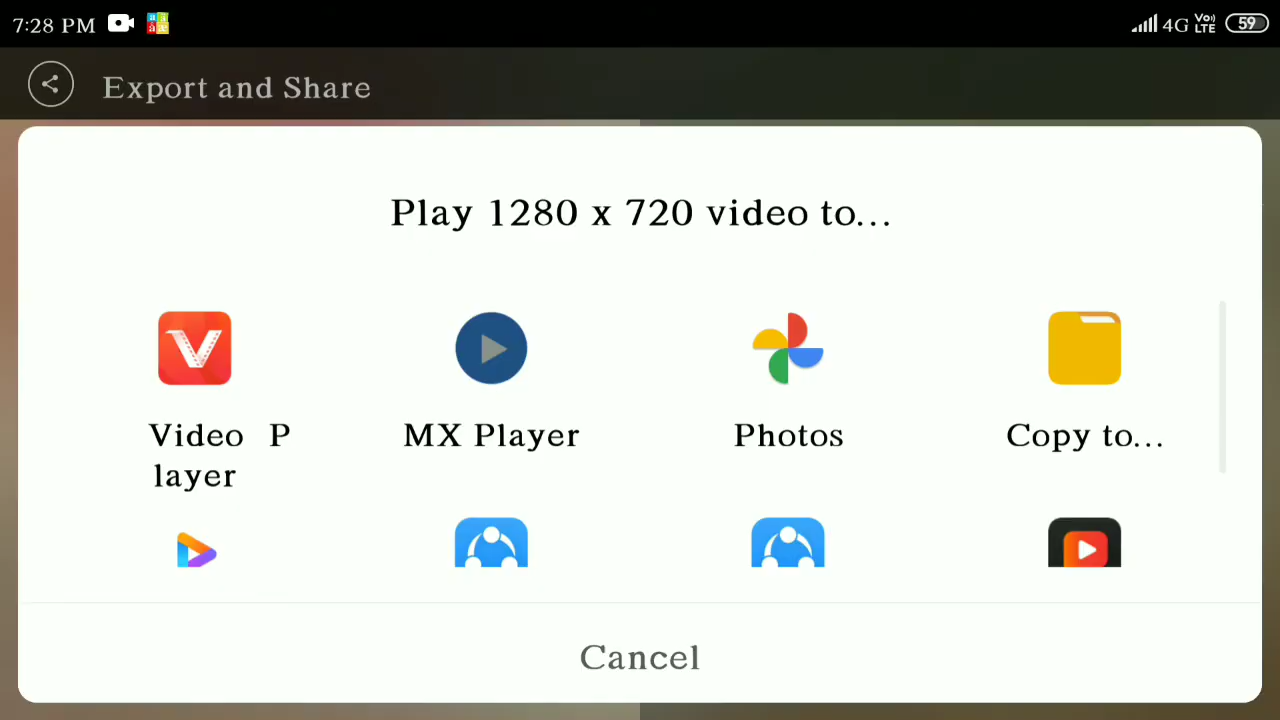 7:28 PM
4G Vo)) LTE 59
Export and Share
Play 1280 x 720 video to...
Video P
layer
MX Player
Photos
Copy to...
Cancel